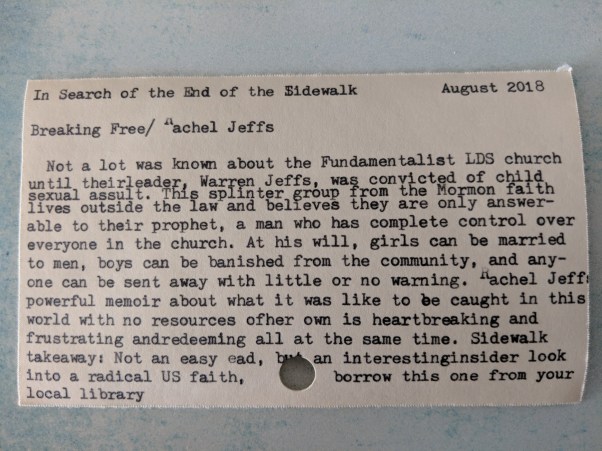 In Search of the End of the Sidewalk August 2018
Breaking Free/ Rachel Jeffs
Not a lot was known about the Fundamentalist LDS church
until theirleader, Warren Jeffs, was convicted of child
sexual assult. This splinter group from the Mormon faith
lives outside the law and believes they are only answer-
able to their prophet, a man who has complete control over
everyone in the church. At his will, girls can be married
to men, boys can be banished from the community, and any-
one can be sent away with little or no warning. Rachel Jeffs
powerful memoir about what it was like to be caught in this
world with no resources ofher own is heartbreaking and
frustrating andredeeming all at the same time. Sidewalk
takeaway: Not an easy ead, but an interestinginsider look
into a radical US faith, borrow this one from your
local library